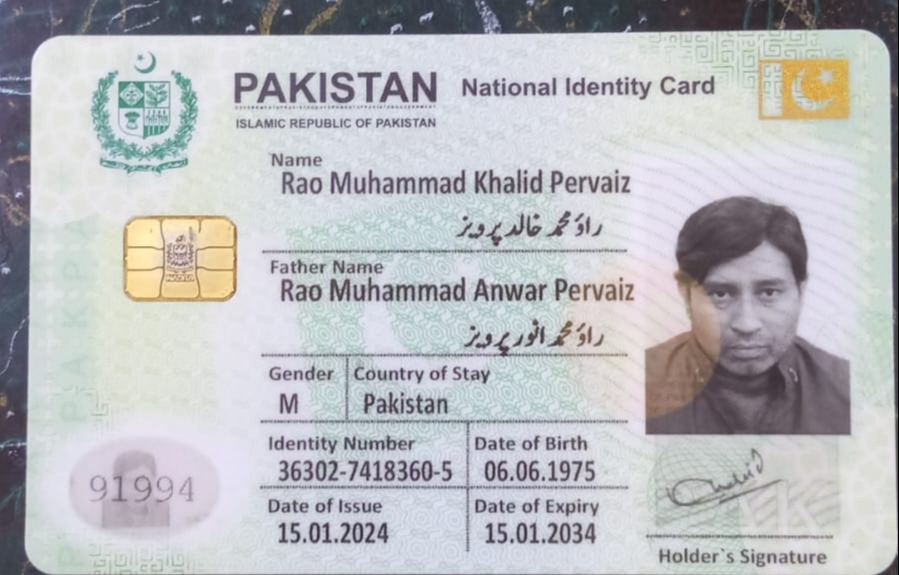 PAKISTAN National Identity Card
ISLAMIC REPUBLIC OF PAKISTAN
Name
Rao Muhammad Khalid Pervaiz
راؤ محمد خالد پرویز
Father Name
Rao Muhammad Anwar Pervaiz
راؤ محمد انور پرویز
Gender Country of Stay
M Pakistan
Identity Number Date of Birth
36302-7418360-5 06.06.1975
91994
Date of Issue Date of Expiry
15.01.2024 15.01.2034
Holder`s Signature